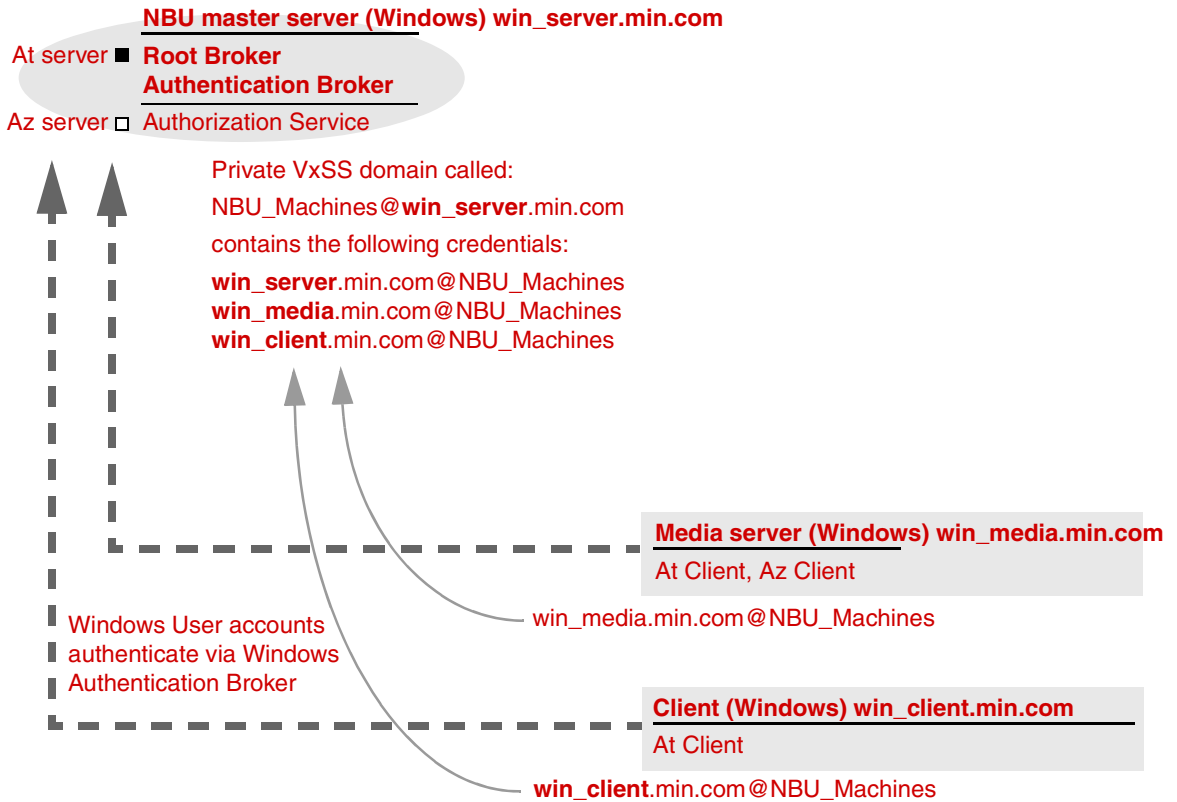 NBU master server (Windows) win_server.min.com
At server Root Broker
Authentication Broker
Az server Authorization Service
Private VxSS domain called:
NBU_Machines@win_server.min.com
contains the following credentials:
win_server.min.com@NBU_Machines
win_media.min.com@NBU_Machines
win_client.min.com@NBU_Machines
Media server (Windows) win_media.min.com
At Client, Az Client
win_media.min.com@NBU_Machines
Windows User accounts
authenticate via Windows
Authentication Broker
Client (Windows) win_client.min.com
At Client
win_client.min.com@NBU_Machines